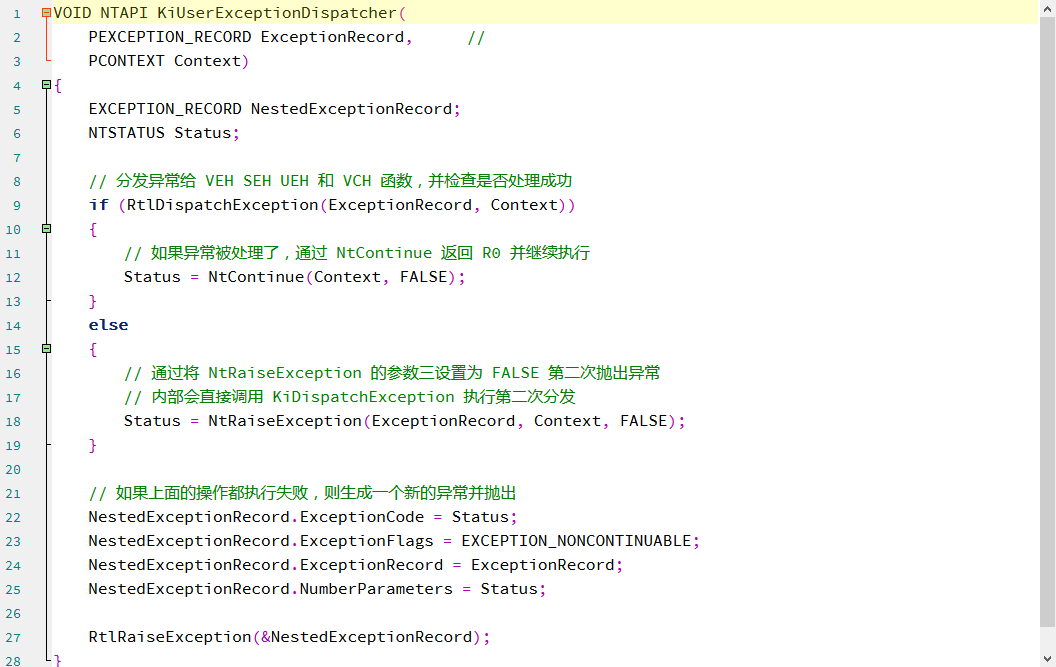 1 VOID NTAPI KiUserExceptionDispatcher(
2     PEXCEPTION_RECORD ExceptionRecord,      //
3     PCONTEXT Context)
4 {
5     EXCEPTION_RECORD NestedExceptionRecord;
6     NTSTATUS Status;
7
8     // 分发异常给 VEH SEH UEH 和 VCH 函数，并检查是否处理成功
9     if (RtlDispatchException(ExceptionRecord, Context))
10     {
11         // 如果异常被处理了，通过 NtContinue 返回 R0 并继续执行
12         Status = NtContinue(Context, FALSE);
13     }
14     else
15     {
16         // 通过将 NtRaiseException 的参数三设置为 FALSE 第二次抛出异常
17         // 内部会直接调用 KiDispatchException 执行第二次分发
18         Status = NtRaiseException(ExceptionRecord, Context, FALSE);
19     }
20
21     // 如果上面的操作都执行失败，则生成一个新的异常并抛出
22     NestedExceptionRecord.ExceptionCode = Status;
23     NestedExceptionRecord.ExceptionFlags = EXCEPTION_NONCONTINUABLE;
24     NestedExceptionRecord.ExceptionRecord = ExceptionRecord;
25     NestedExceptionRecord.NumberParameters = Status;
26
27     RtlRaiseException(&NestedExceptionRecord);
28 }